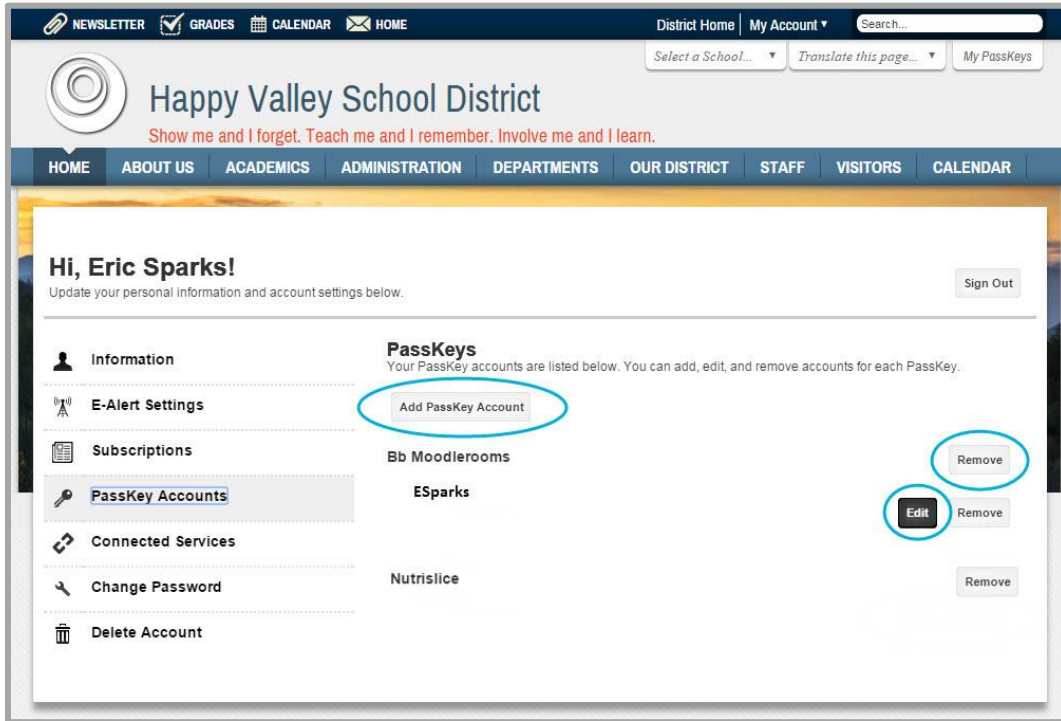 NEWSLETTER GRADES CALENDAR HOME District Home My Account Search...
Select a School... Translate this page... My PassKeys
Happy Valley School District
Show me and I forget. Teach me and I remember. Involve me and I learn.
HOME ABOUT US ACADEMICS ADMINISTRATION DEPARTMENTS OUR DISTRICT STAFF VISITORS CALENDAR
Hi, Eric Sparks!
Update your personal information and account settings below.
Sign Out
Information
E-Alert Settings
Subscriptions
PassKey Accounts
Connected Services
Change Password
Delete Account
PassKeys
Your PassKey accounts are listed below. You can add, edit, and remove accounts for each PassKey.
Add PassKey Account
Bb Moodlerooms Remove
ESparks Edit Remove
Nutrislice Remove